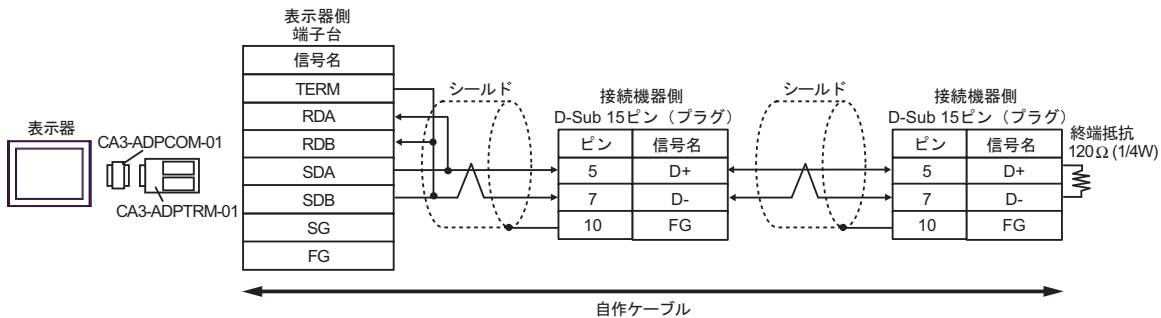 表示器
CA3-ADPCOM-01
CA3-ADPTRM-01
表示器側
端子台
信号名
TERM
RDA
RDB
SDA
SDB
SG
FG
シールド
接続機器側
D-Sub 15ピン（プラグ）
ピン 信号名
5 D+
7 D-
10 FG
シールド
接続機器側
D-Sub 15ピン（プラグ）
ピン 信号名
5 D+
7 D-
10 FG
終端抵抗
120Ω (1/4W)
自作ケーブル